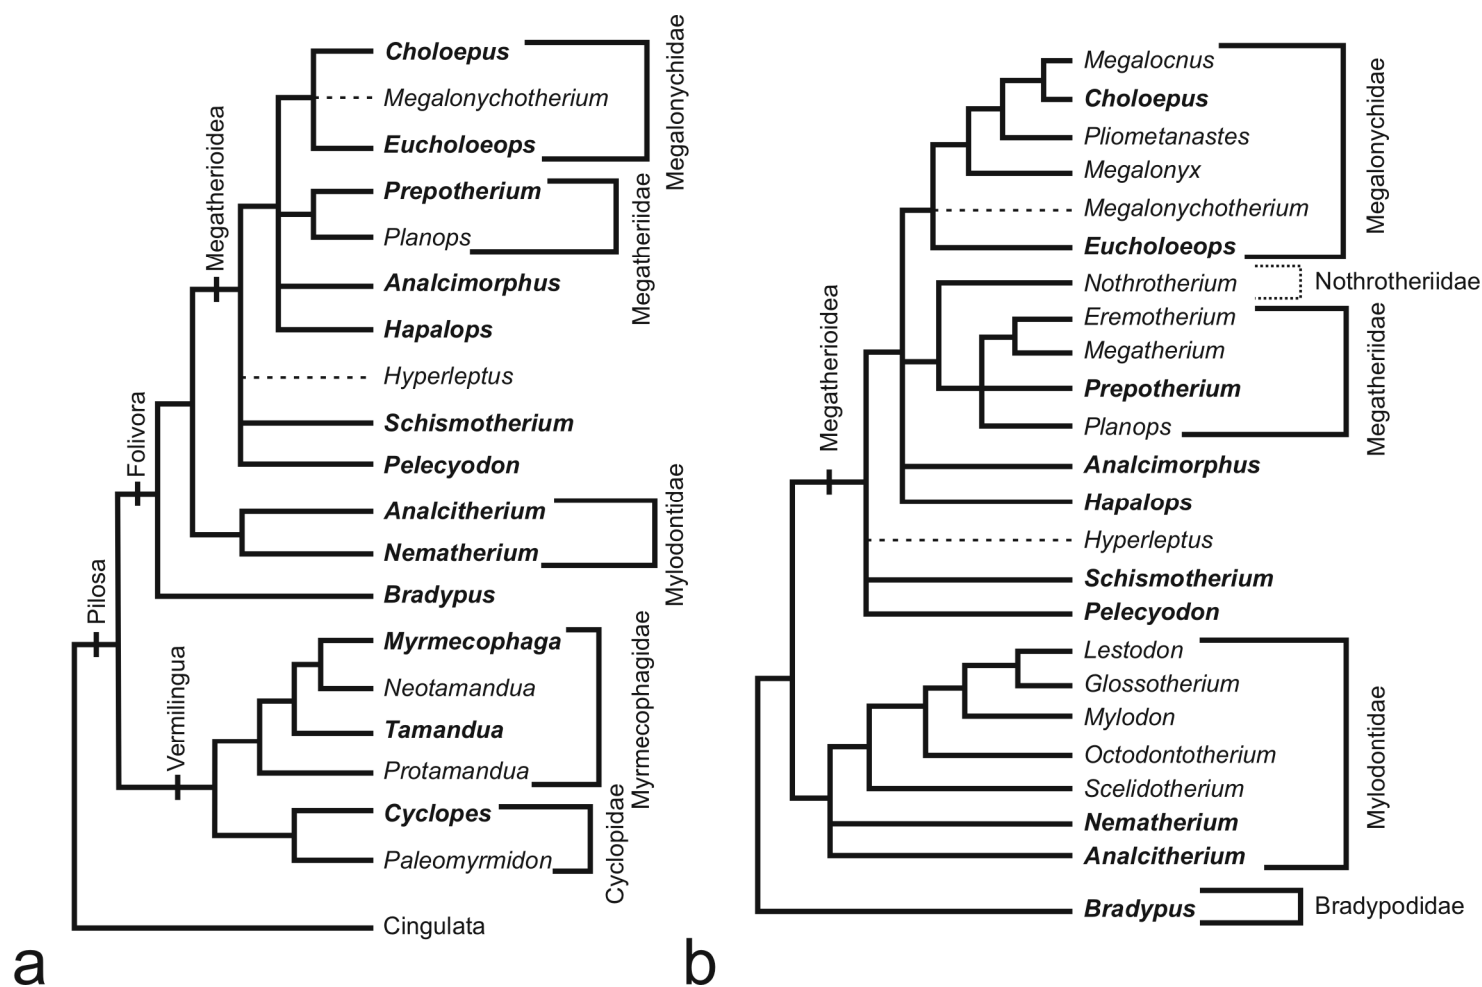 Choloepus
Megalonychotherium
Eucholoeops
Megalonychidae
Prepotherium
Planops
Megatheriidae
Analcimorphus
Hapalops
Hyperleptus
Schismotherium
Pelecyodon
Megatherioidea
Analcitherium
Nematherium
Mylodontidae
Bradypus
Folivora
Pilosa
Myrmecophaga
Neotamandua
Tamandua
Protamandua
Myrmecophagidae
Vermilingua
Cyclopes
Paleomyrmidon
Cyclopidae
Cingulata
a
Megalocnus
Choloepus
Pliometanastes
Megalonyx
Megalonychotherium
Eucholoeops
Megalonychidae
Nothrotherium
Nothrotheriidae
Eremotherium
Megatherium
Prepotherium
Planops
Megatheriidae
Analcimorphus
Hapalops
Hyperleptus
Schismotherium
Pelecyodon
Megatherioidea
Lestodon
Glossotherium
Mylodon
Octodontotherium
Scelidotherium
Nematherium
Analcitherium
Mylodontidae
Bradypus
Bradypodidae
b